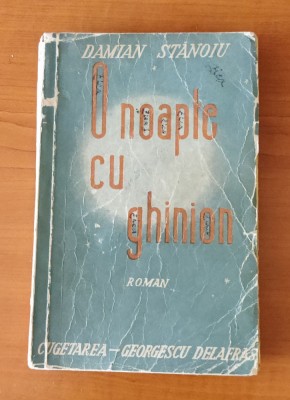 DAMIAN STĂNOIU
O noapte
cu
ghinion
ROMAN
CUGETAREA — GEORGESCU DELAFRAS